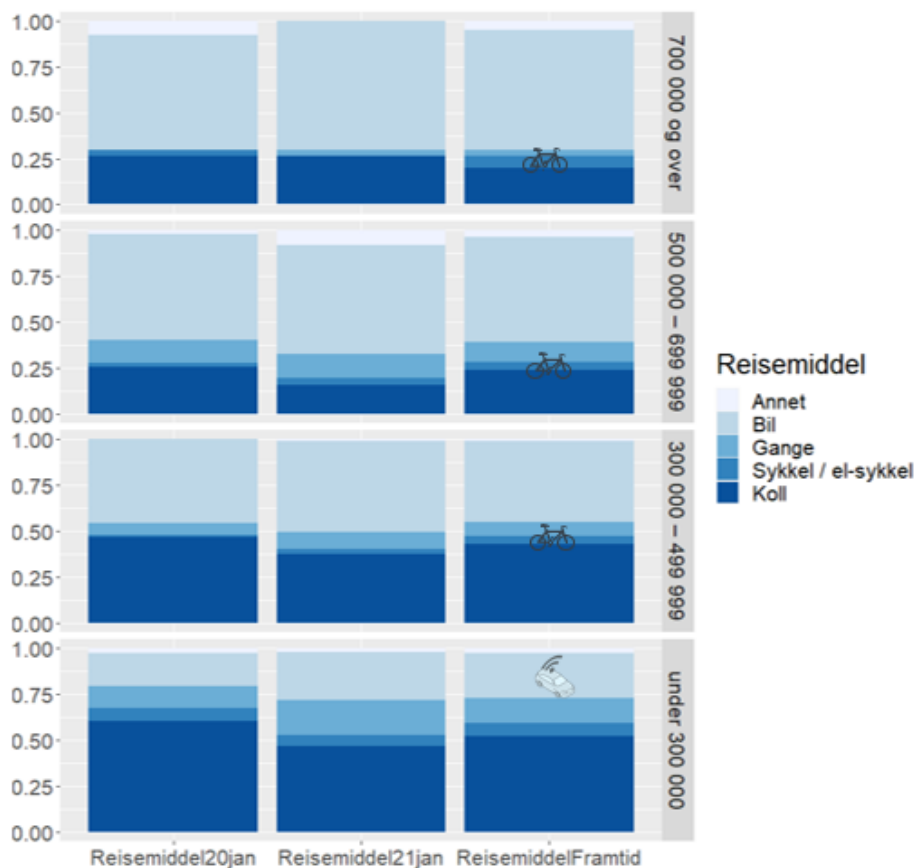 1.00
0.75
0.50
0.25
0.00
700 000 og over
1.00
0.75
0.50
0.25
0.00
500 000 – 699 999
1.00
0.75
0.50
0.25
0.00
300 000 – 499 999
1.00
0.75
0.50
0.25
0.00
under 300 000
Reisemiddel20jan Reisemiddel21jan ReisemiddelFramtid
Reisemiddel
Annet
Bil
Gange
Sykkel / el-sykkel
Koll